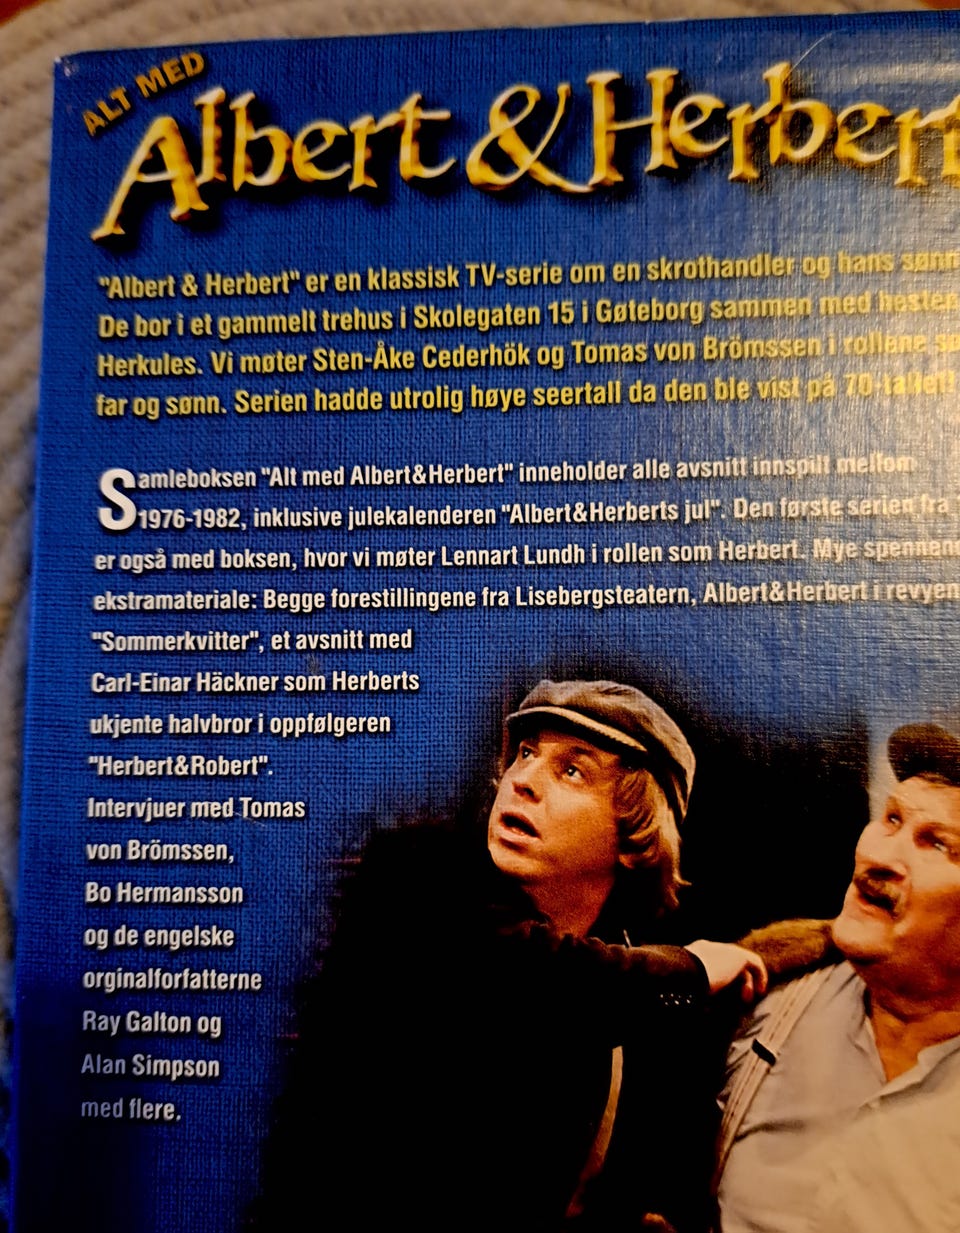 ALT MED
Albert & Herbert
"Albert & Herbert" er en klassisk TV-serie om en skrothandler og hans sønn
De bor i et gammelt trehus i Skolegaten 15 i Gøteborg sammen med hesten
Herkules. Vi møter Sten-Åke Cederhök og Tomas von Brömssen i rollene
far og sønn. Serien hadde utrolig høye seertall da den ble vist på 70-tallet!
Samleboksen "Alt med Albert&Herbert" inneholder alle avsnitt innspilt mellom
1976-1982, inklusive julekalenderen "Albert&Herberts jul". Den første serien fra
er også med boksen, hvor vi møter Lennart Lundh i rollen som Herbert. Mye
ekstramateriale: Begge forestillingene fra Lisebergsteatern, Albert&Herbert i revyen
"Sommerkvitter", et avsnitt med
Carl-Einar Häckner som Herberts
ukjente halvbror i oppfølgeren
"Herbert&Robert".
Intervjuer med Tomas
von Brömssen,
Bo Hermansson
og de engelske
orginalforfatterne
Ray Galton og
Alan Simpson
med flere.